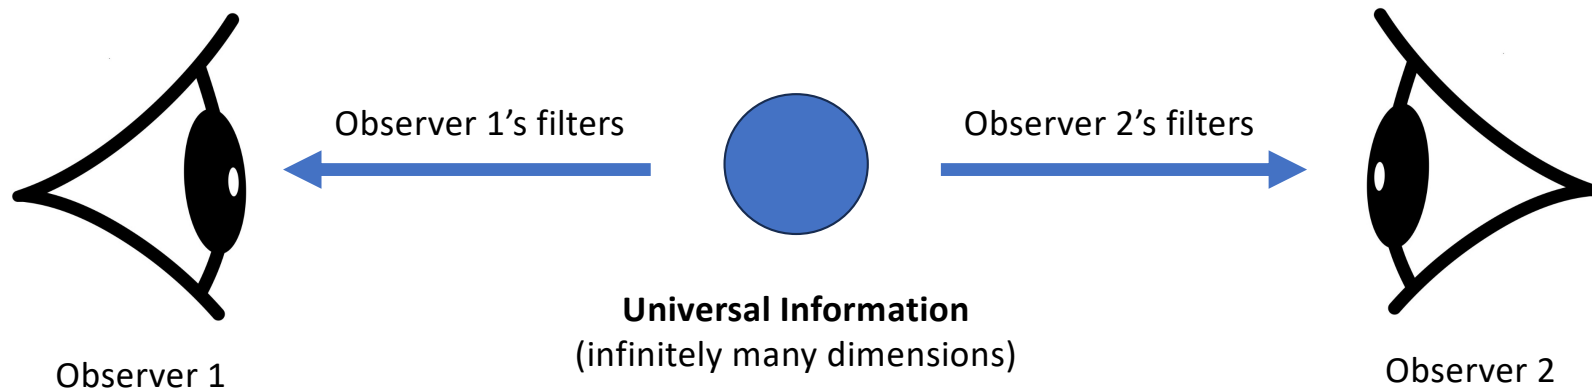 Observer 1’s filters
Observer 2’s filters
Universal Information
(infinitely many dimensions)
Observer 1
Observer 2